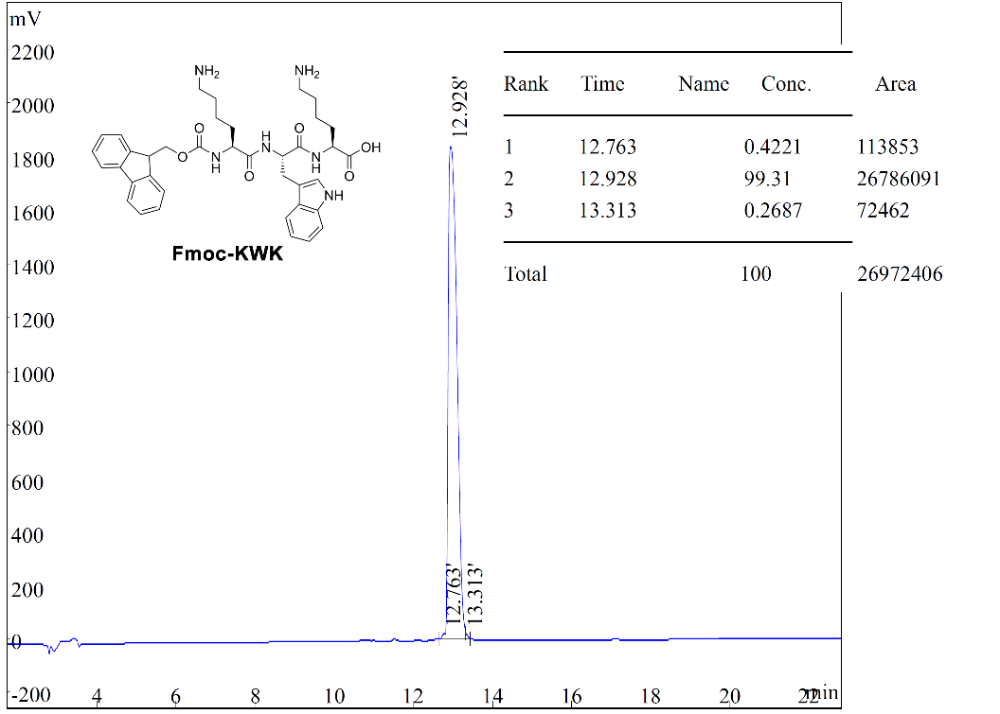 mV
2200
2000
1800
1600
1400
1200
1000
800
600
400
200
0
-200
4 6 8 10 12 14 16 18 20 22 min
NH2 NH2
O O N H N H O O H N O N H O OH
NH
Fmoc-KWK
12.928'
12.763'
13.313'
Rank Time Name Conc. Area
1 12.763 0.4221 113853
2 12.928 99.31 26786091
3 13.313 0.2687 72462
Total 100 26972406